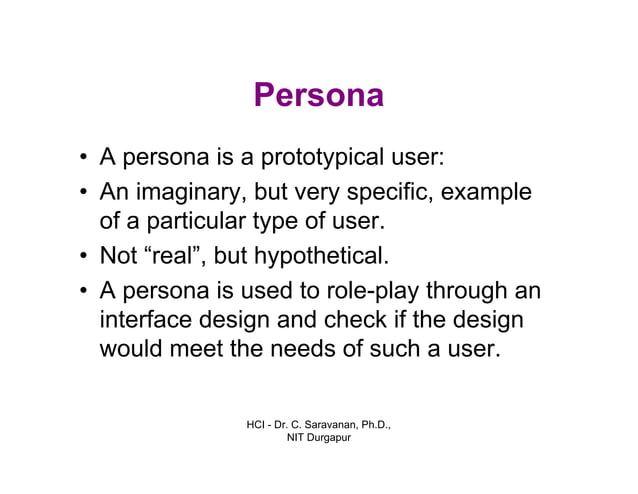 Persona
• A persona is a prototypical user:
• An imaginary, but very specific, example
of a particular type of user.
• Not “real”, but hypothetical.
• A persona is used to role-play through an
interface design and check if the design
would meet the needs of such a user.
HCI - Dr. C. Saravanan, Ph.D.,
NIT Durgapur